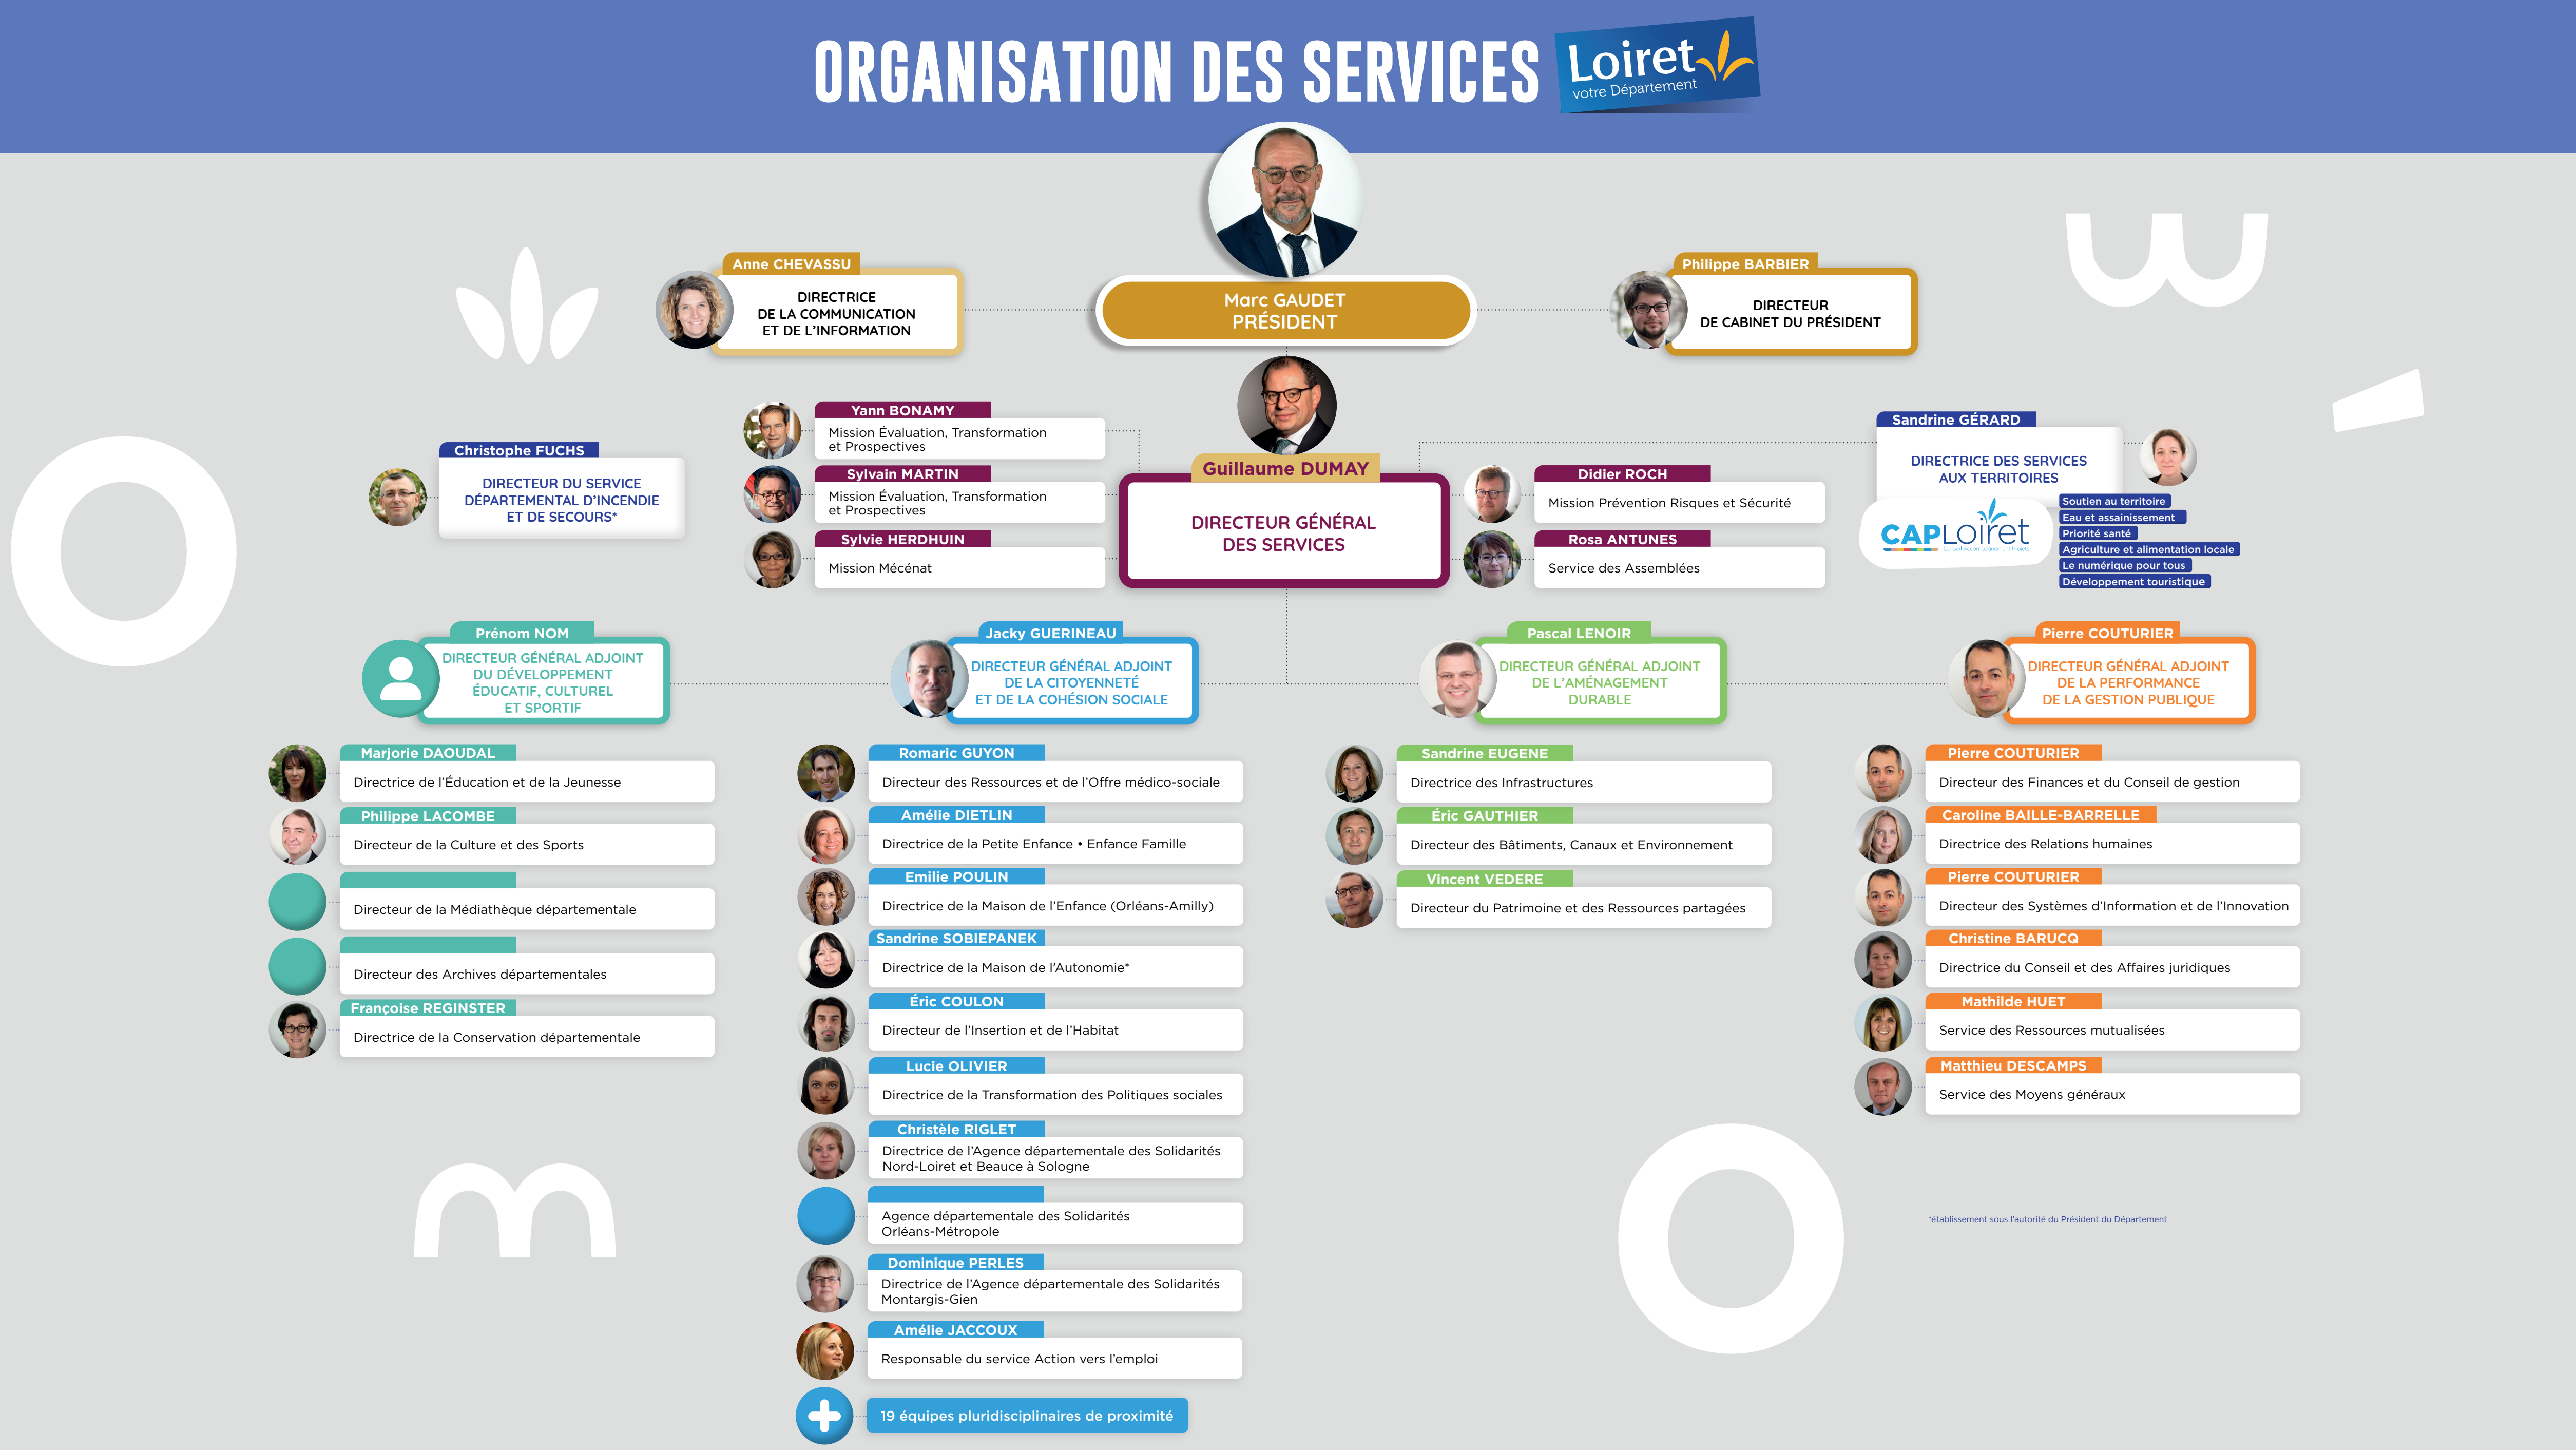 ORGANISATION DES SERVICES
Loiret
votre Département
Anne CHEVASSU
DIRECTRICE
DE LA COMMUNICATION
ET DE L'INFORMATION
Marc GAUDET
PRÉSIDENT
Philippe BARBIER
DIRECTEUR
DE CABINET DU PRÉSIDENT
Christophe FUCHS
DIRECTEUR DU SERVICE
DÉPARTEMENTAL D'INCENDIE
ET DE SECOURS*
Yann BONAMY
Mission Évaluation, Transformation
et Prospectives
Sylvain MARTIN
Mission Évaluation, Transformation
et Prospectives
Sylvie HERDHUIN
Mission Mécénat
Guillaume DUMAY
DIRECTEUR GÉNÉRAL
DES SERVICES
Didier ROCH
Mission Prévention Risques et Sécurité
Rosa ANTUNES
Service des Assemblées
Sandrine GÉRARD
DIRECTRICE DES SERVICES
AUX TERRITOIRES
CAPLoiret
Conseil Accompagnement Projets
Soutien au territoire
Eau et assainissement
Priorité santé
Agriculture et alimentation locale
Le numérique pour tous
Développement touristique
Prénom NOM
DIRECTEUR GÉNÉRAL ADJOINT
DU DÉVELOPPEMENT
ÉDUCATIF, CULTUREL
ET SPORTIF
Marjorie DAOUDAL
Directrice de l'Éducation et de la Jeunesse
Philippe LACOMBE
Directeur de la Culture et des Sports
Directeur de la Médiathèque départementale
Directeur des Archives départementales
Françoise REGINSTER
Directrice de la Conservation départementale
Jacky GUERINEAU
DIRECTEUR GÉNÉRAL ADJOINT
DE LA CITOYENNETÉ
ET DE LA COHÉSION SOCIALE
Romaric GUYON
Directeur des Ressources et de l'Offre médico-sociale
Amélie DIETLIN
Directrice de la Petite Enfance • Enfance Famille
Emilie POULIN
Directrice de la Maison de l'Enfance (Orléans-Amilly)
Sandrine SOBIEPANEK
Directrice de la Maison de l'Autonomie*
Éric COULON
Directeur de l'Insertion et de l'Habitat
Lucie OLIVIER
Directrice de la Transformation des Politiques sociales
Christèle RIGLET
Directrice de l'Agence départementale des Solidarités
Nord-Loiret et Beauce à Sologne
Agence départementale des Solidarités
Orléans-Métropole
Dominique PERLES
Directrice de l'Agence départementale des Solidarités
Montargis-Gien
Amélie JACCOUX
Responsable du service Action vers l'emploi
19 équipes pluridisciplinaires de proximité
Pascal LENOIR
DIRECTEUR GÉNÉRAL ADJOINT
DE L'AMÉNAGEMENT
DURABLE
Sandrine EUGENE
Directrice des Infrastructures
Éric GAUTHIER
Directeur des Bâtiments, Canaux et Environnement
Vincent VEDERE
Directeur du Patrimoine et des Ressources partagées
Pierre COUTURIER
DIRECTEUR GÉNÉRAL ADJOINT
DE LA PERFORMANCE
DE LA GESTION PUBLIQUE
Pierre COUTURIER
Directeur des Finances et du Conseil de gestion
Caroline BAILLE-BARRELLE
Directrice des Relations humaines
Pierre COUTURIER
Directeur des Systèmes d'Information et de l'Innovation
Christine BARUCQ
Directrice du Conseil et des Affaires juridiques
Mathilde HUET
Service des Ressources mutualisées
Matthieu DESCAMPS
Service des Moyens généraux
*établissement sous l'autorité du Président du Département